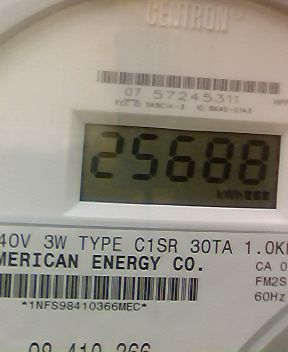 CENTRON®
07 57245311
25688
kWh
40V 3W TYPE C1SR 30TA 1.0K
MERICAN ENERGY CO.
CA 0
FM2S
60Hz
*1NFS98410366MEC*